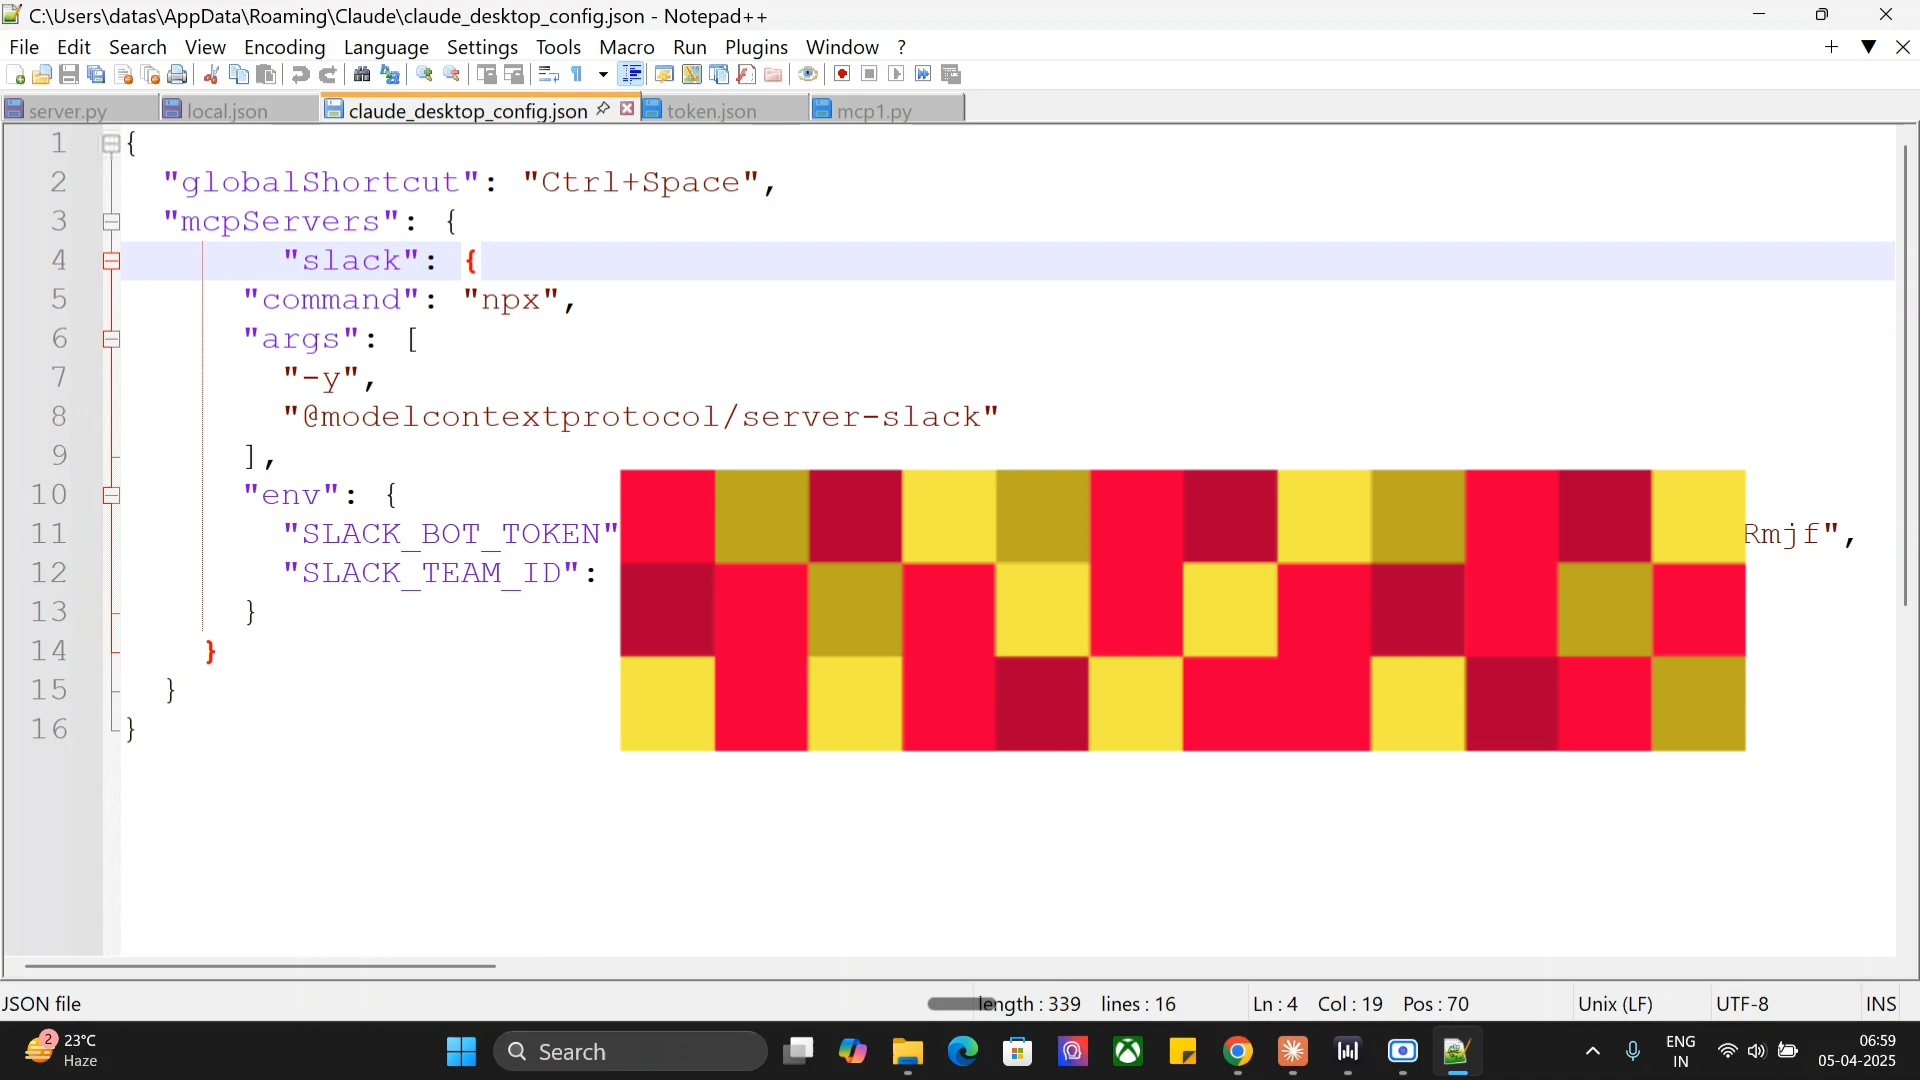 C:\Users\datas\AppData\Roaming\Claude\claude_desktop_config.json - Notepad++
File Edit Search View Encoding Language Settings Tools Macro Run Plugins Window ?
server.py local.json claude_desktop_config.json token.json mcp1.py
1 {
2 "globalShortcut": "Ctrl+Space",
3 "mcpServers": {
4 "slack": {
5 "command": "npx",
6 "args": [
7 "-y",
8 "@modelcontextprotocol/server-slack"
9 ],
10 "env": {
11 "SLACK_BOT_TOKEN" Rmjf",
12 "SLACK_TEAM_ID":
13 }
14 }
15 }
16 }
JSON file length : 339 lines : 16 Ln : 4 Col : 19 Pos : 70 Unix (LF) UTF-8 INS
2 23°C Haze Search ENG IN 06:59 05-04-2025